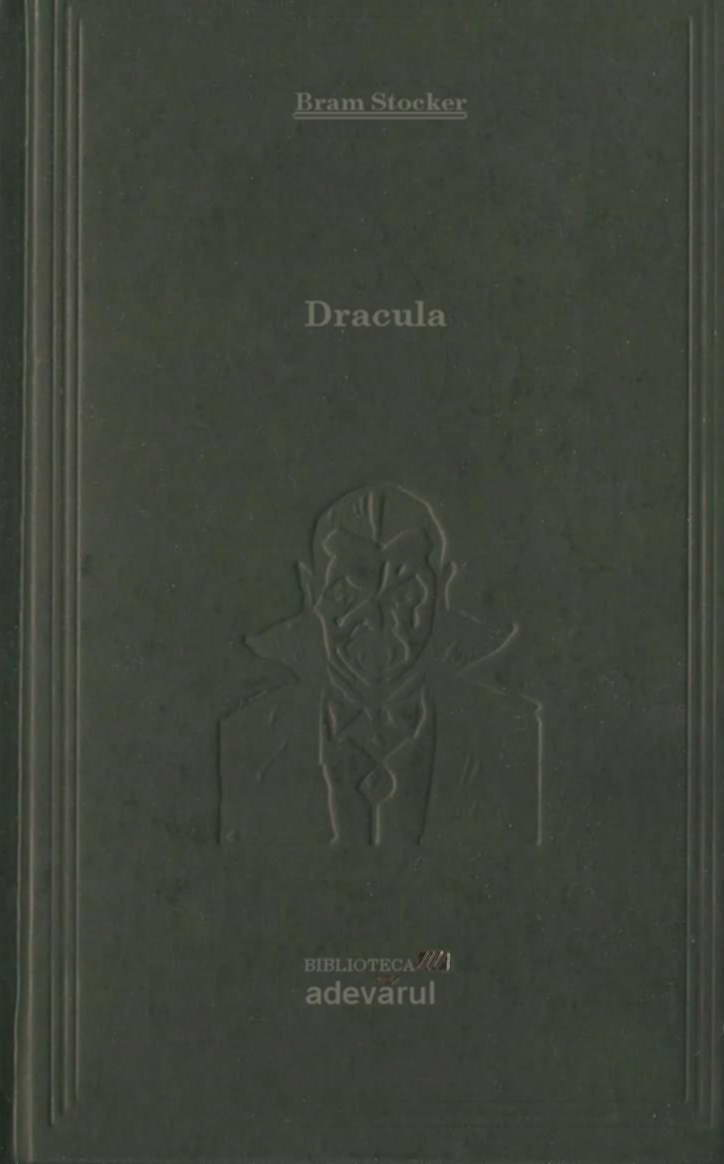 Bram Stocker
Dracula
BIBLIOTECA
adevărul